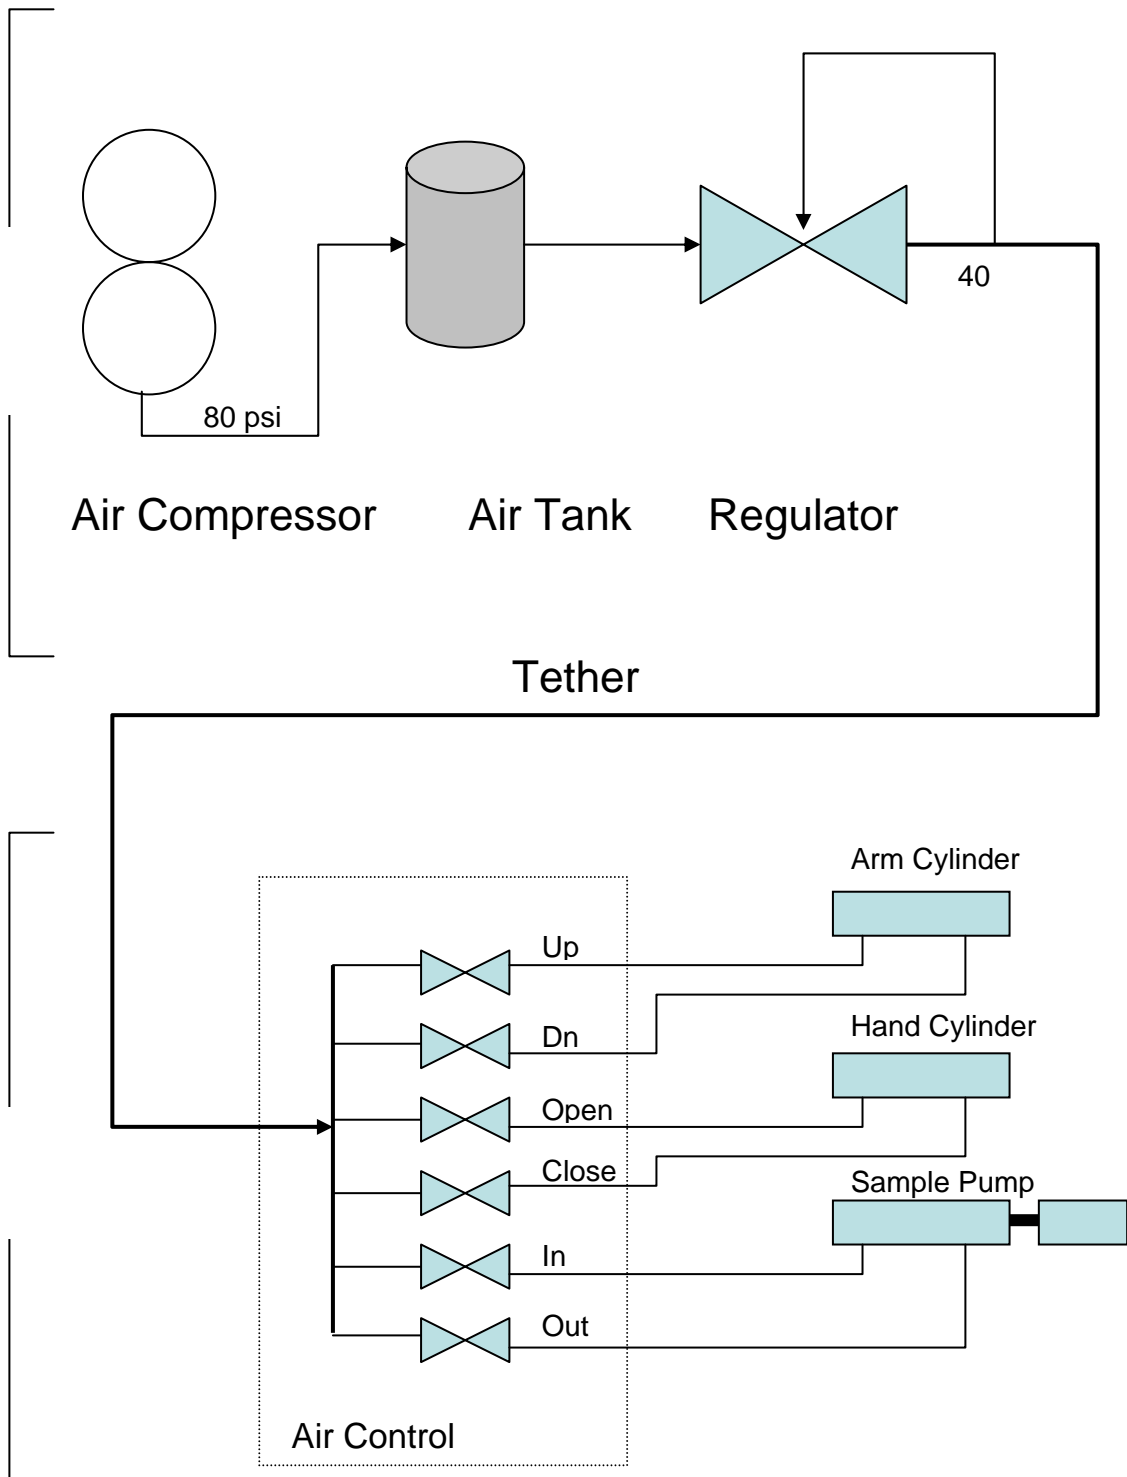 40
80 psi
Air Compressor
Air Tank
Regulator
Tether
Arm Cylinder
Up
Dn
Hand Cylinder
Open
Close
Sample Pump
In
Out
Air Control